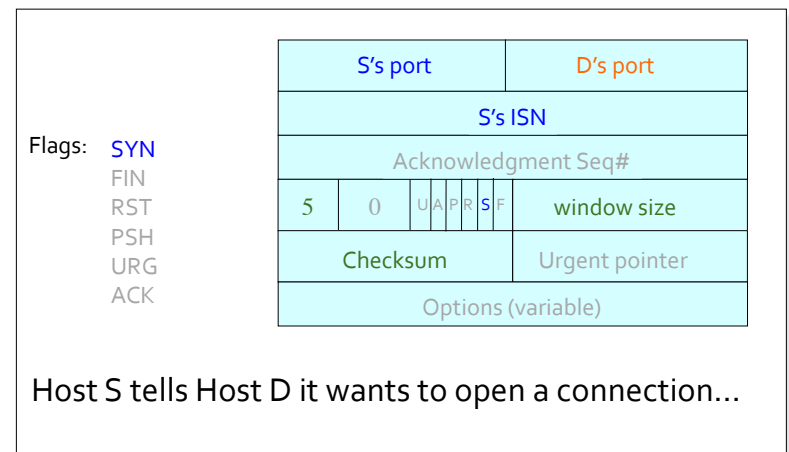 S's port D's port
S's ISN
Flags: SYN
Acknowledgment Seq#
FIN
RST
5 0 U A P R S F window size
PSH
URG
Checksum Urgent pointer
ACK
Options (variable)
Host S tells Host D it wants to open a connection...